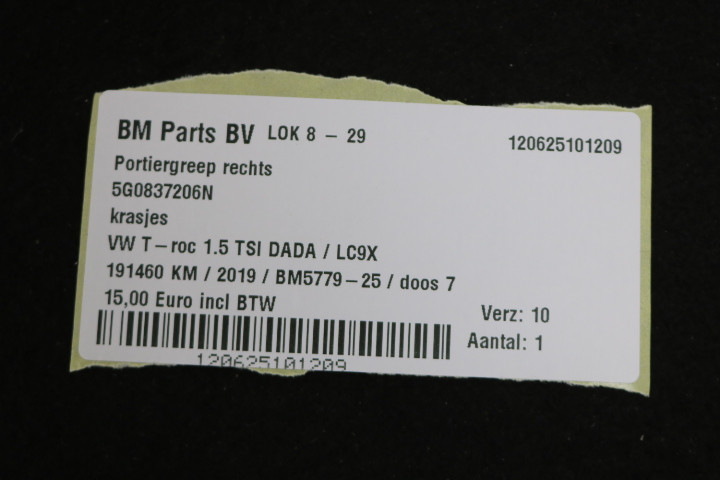 BM Parts BV LOK 8 - 29 120625101209
Portiergreep rechts
5G0837206N
krasjes
VW T-roc 1.5 TSI DADA / LC9X
191460 KM / 2019 / BM5779-25 / doos 7
15,00 Euro incl BTW
Verz: 10
Aantal: 1
120625101209